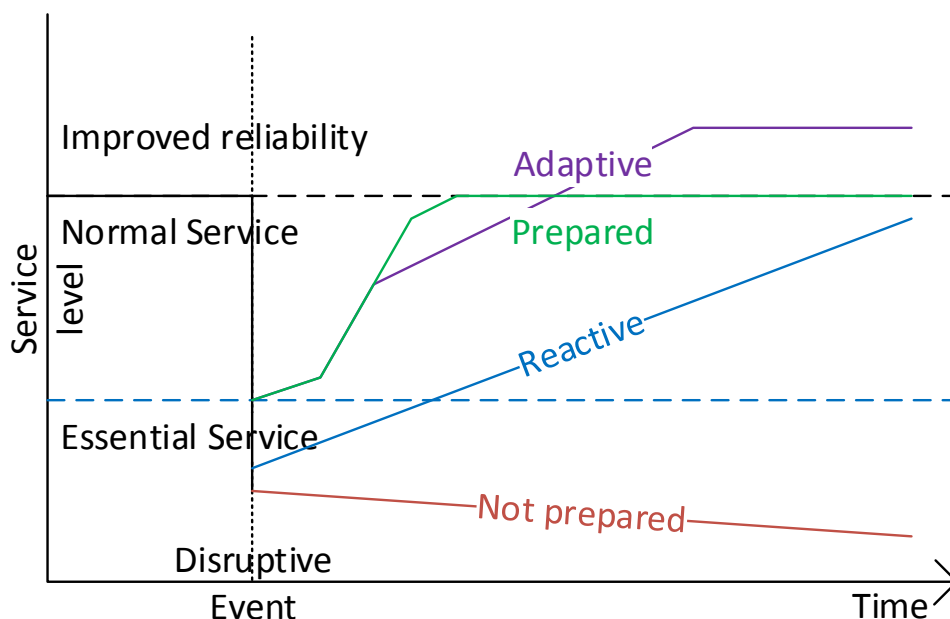 Improved reliability
Adaptive
Normal Service
Prepared
Service
level
Reactive
Essential Service
Not prepared
Disruptive
Event
Time